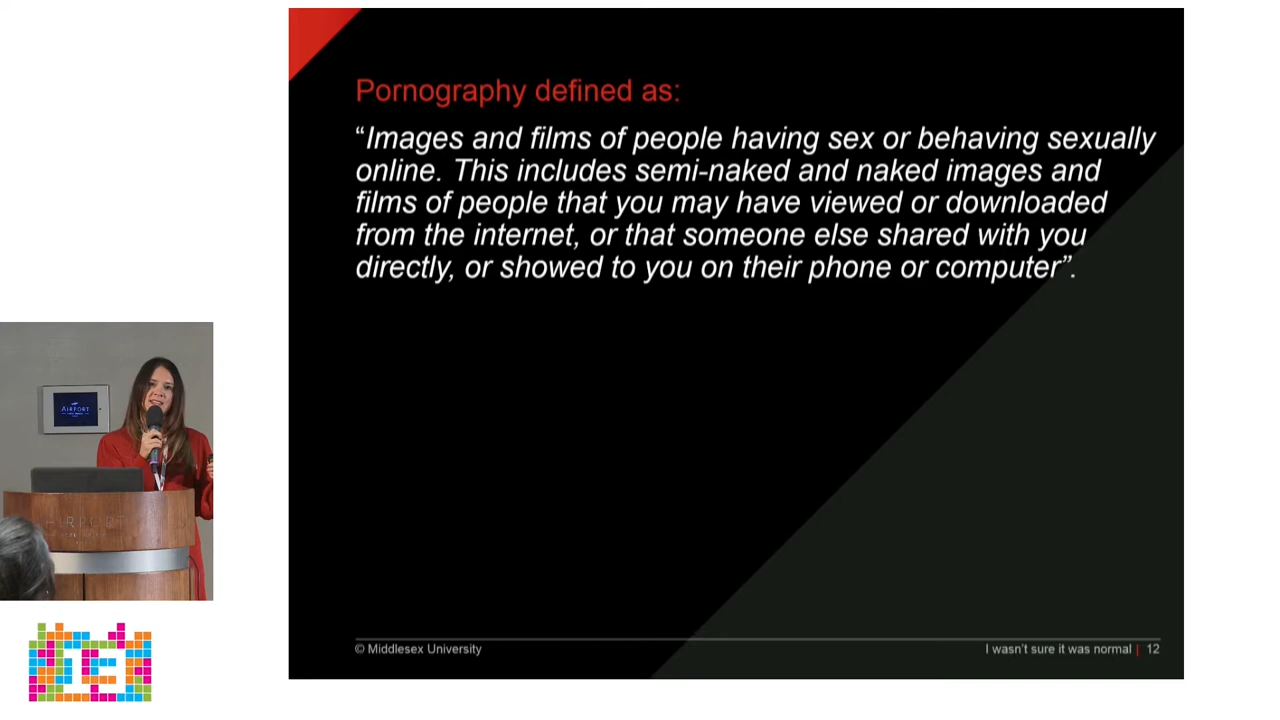 Pornography defined as:
“Images and films of people having sex or behaving sexually
online. This includes semi-naked and naked images and
films of people that you may have viewed or downloaded
from the internet, or that someone else shared with you
directly, or showed to you on their phone or computer”.
AIRPORT
AIRPORT
© Middlesex University
I wasn't sure it was normal | 12